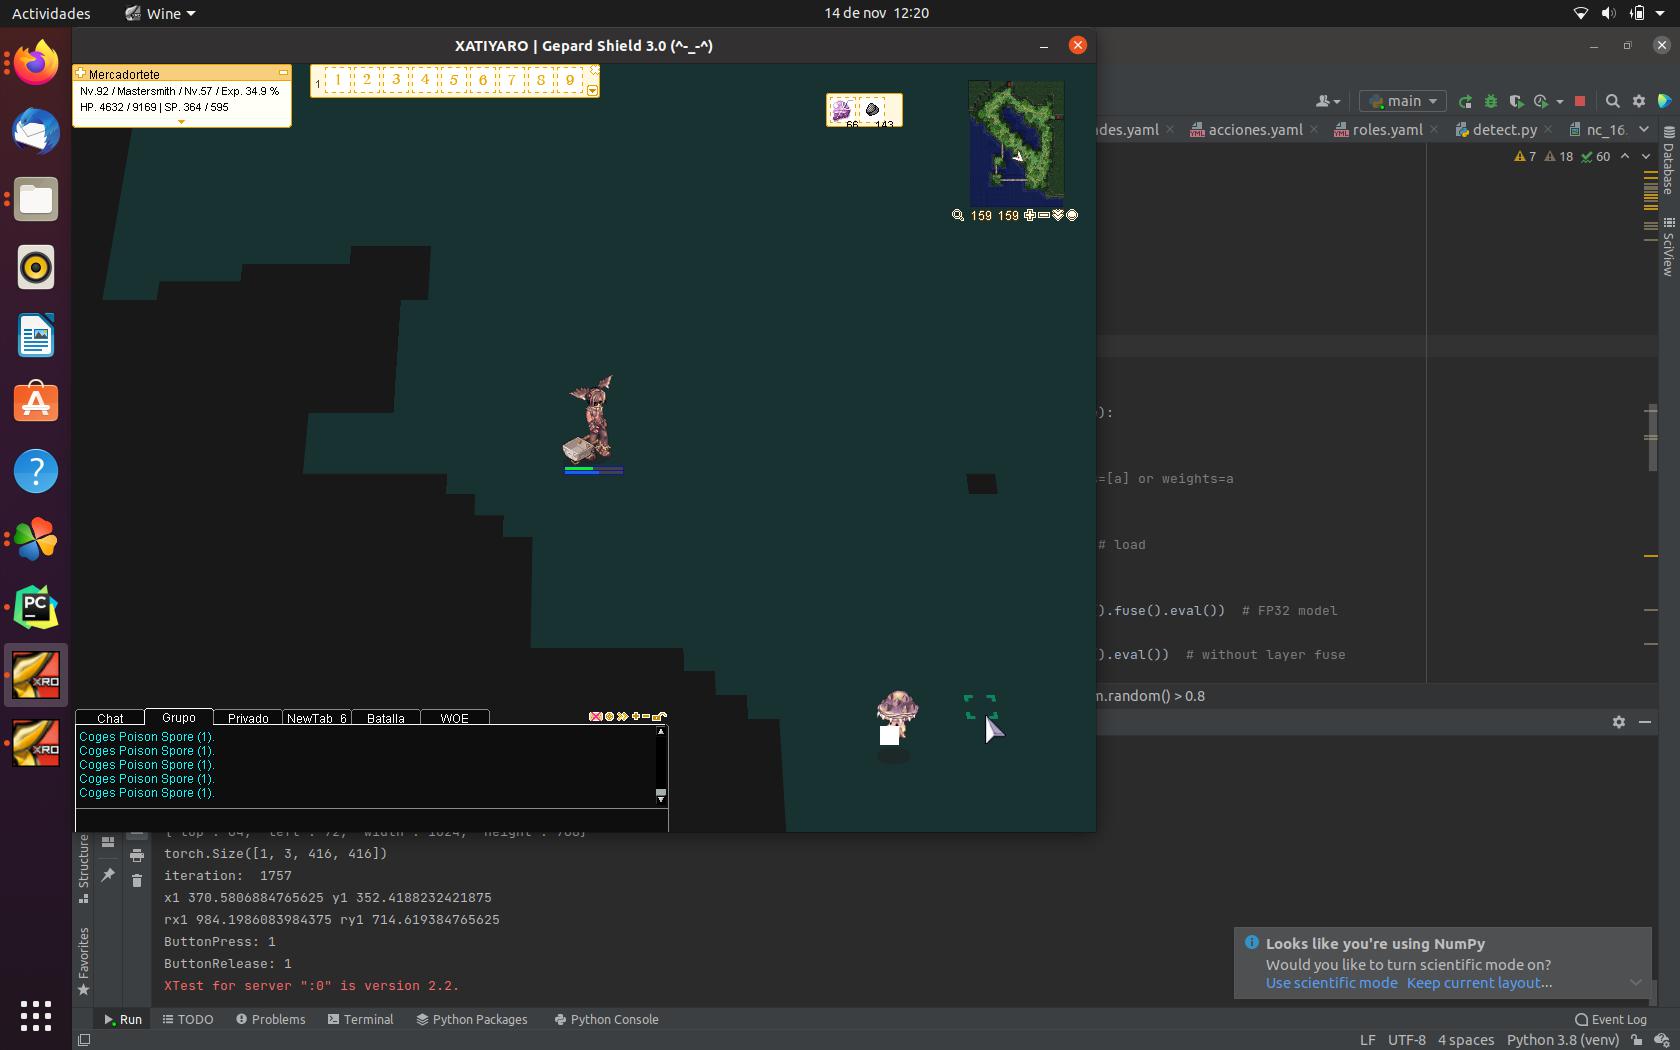 Actividades
Wine
14 de nov 12:20
XATIYARO | Gepard Shield 3.0 (^-_-^)
Mercadortete
Nv.92 / Mastersmith / Nv.57 / Exp. 34.9 %
HP. 4632 / 9169 | SP. 364 / 595
1 1 2 3 4 5 6 7 8 9
66 143
159 159
main
des.yaml
acciones.yaml
roles.yaml
detect.py
nc_16.
7 18 60
Database
SciView
):
=[a] or weights=a
# load
).fuse().eval()) # FP32 model
).eval()) # without layer fuse
m.random() > 0.8
Chat Grupo Privado NewTab_6 Batalla WOE
Coges Poison Spore (1).
Coges Poison Spore (1).
Coges Poison Spore (1).
Coges Poison Spore (1).
Coges Poison Spore (1).
torch.Size([1, 3, 416, 416])
iteration:  1757
x1 370.5806884765625 y1 352.4188232421875
rx1 984.1986083984375 ry1 714.619384765625
ButtonPress: 1
ButtonRelease: 1
XTest for server ":0" is version 2.2.
Structure
Favorites
Looks like you're using NumPy
Would you like to turn scientific mode on?
Use scientific mode Keep current layout...
Run TODO Problems Terminal Python Packages Python Console
Event Log
LF UTF-8 4 spaces Python 3.8 (venv)
PC
XRO
XRO